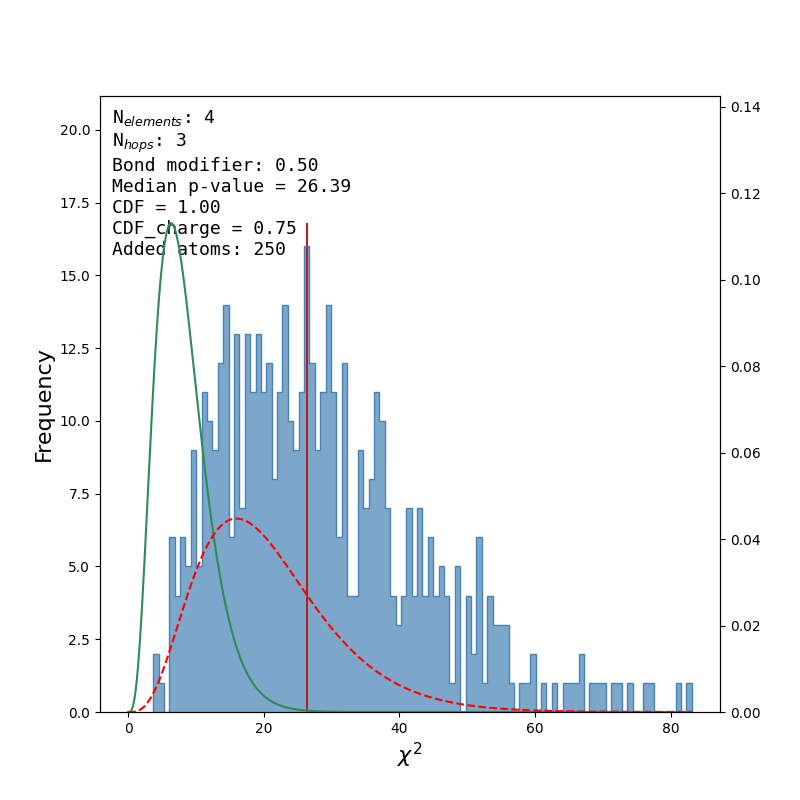 N_elements: 4
N_hops: 3
Bond modifier: 0.50
Median p-value = 26.39
CDF = 1.00
CDF_charge = 0.75
Added atoms: 250
20.0
17.5
15.0
12.5
10.0
7.5
5.0
2.5
0.0
Frequency
0.14
0.12
0.10
0.08
0.06
0.04
0.02
0.00
0 20 40 60 80
χ²